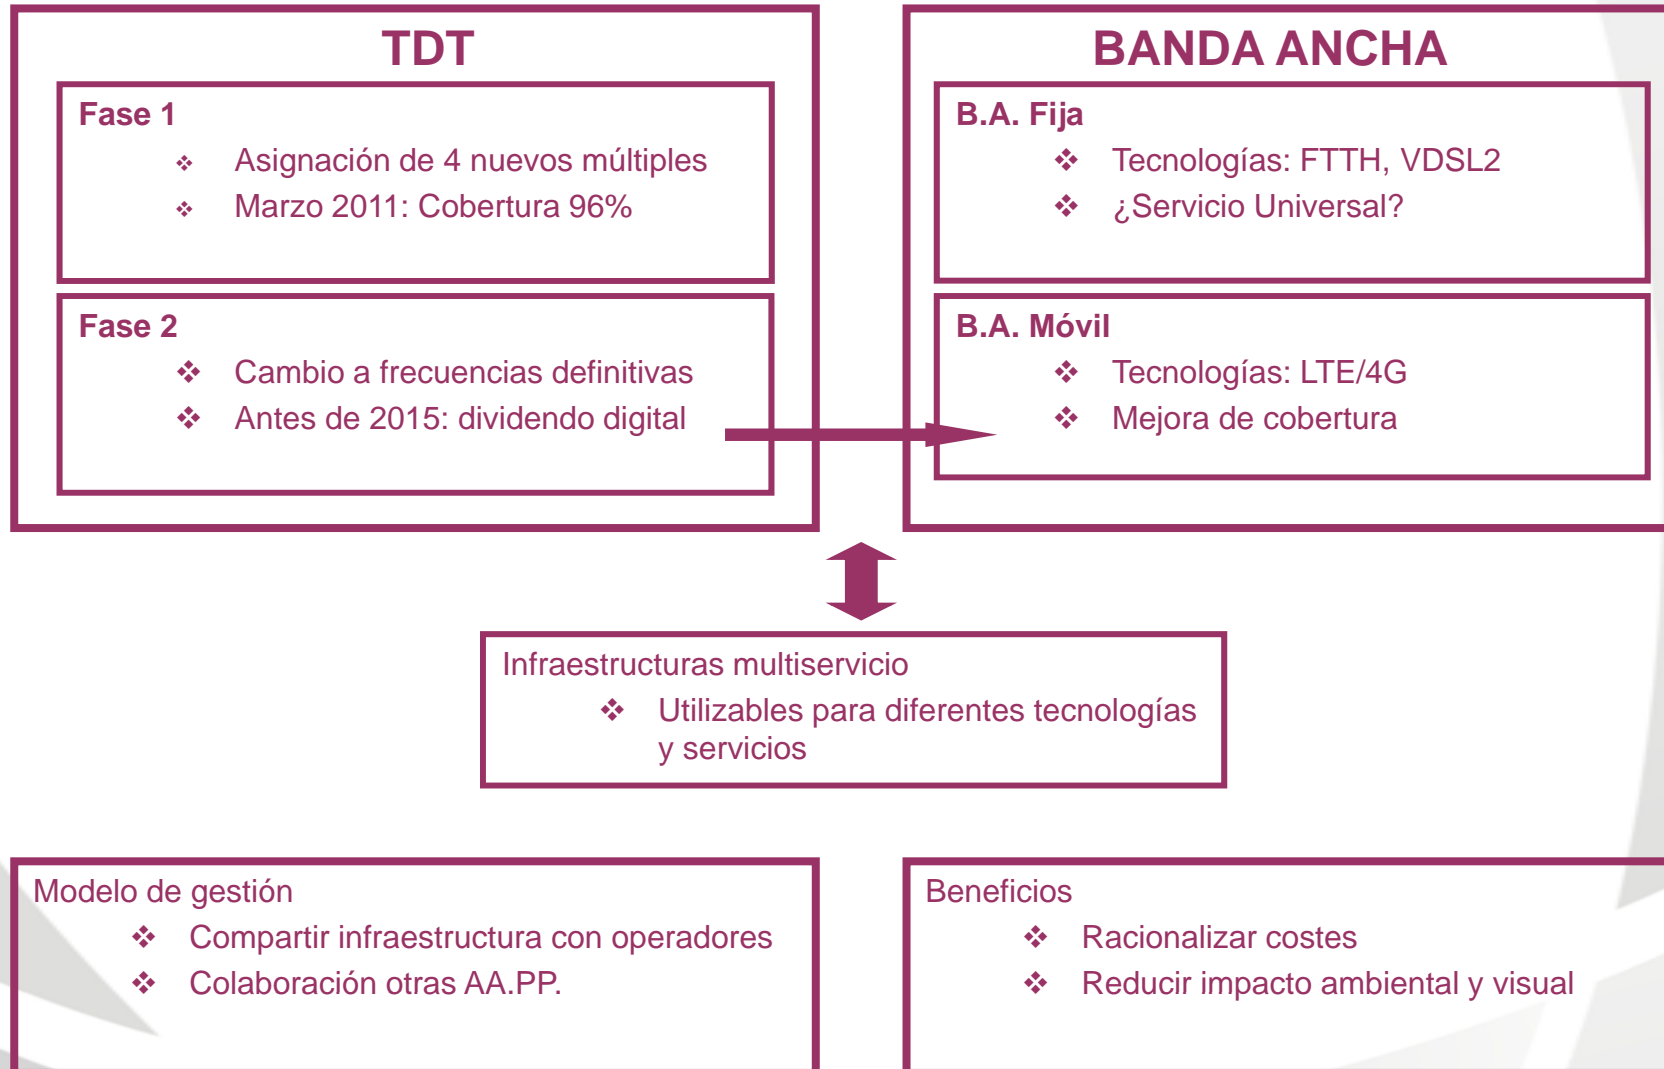 TDT
Fase 1
❖ Asignación de 4 nuevos múltiples
❖ Marzo 2011: Cobertura 96%
Fase 2
❖ Cambio a frecuencias definitivas
❖ Antes de 2015: dividendo digital
BANDA ANCHA
B.A. Fija
❖ Tecnologías: FTTH, VDSL2
❖ ¿Servicio Universal?
B.A. Móvil
❖ Tecnologías: LTE/4G
❖ Mejora de cobertura
Infraestructuras multiservicio
❖ Utilizables para diferentes tecnologías
y servicios
Modelo de gestión
❖ Compartir infraestructura con operadores
❖ Colaboración otras AA.PP.
Beneficios
❖ Racionalizar costes
❖ Reducir impacto ambiental y visual